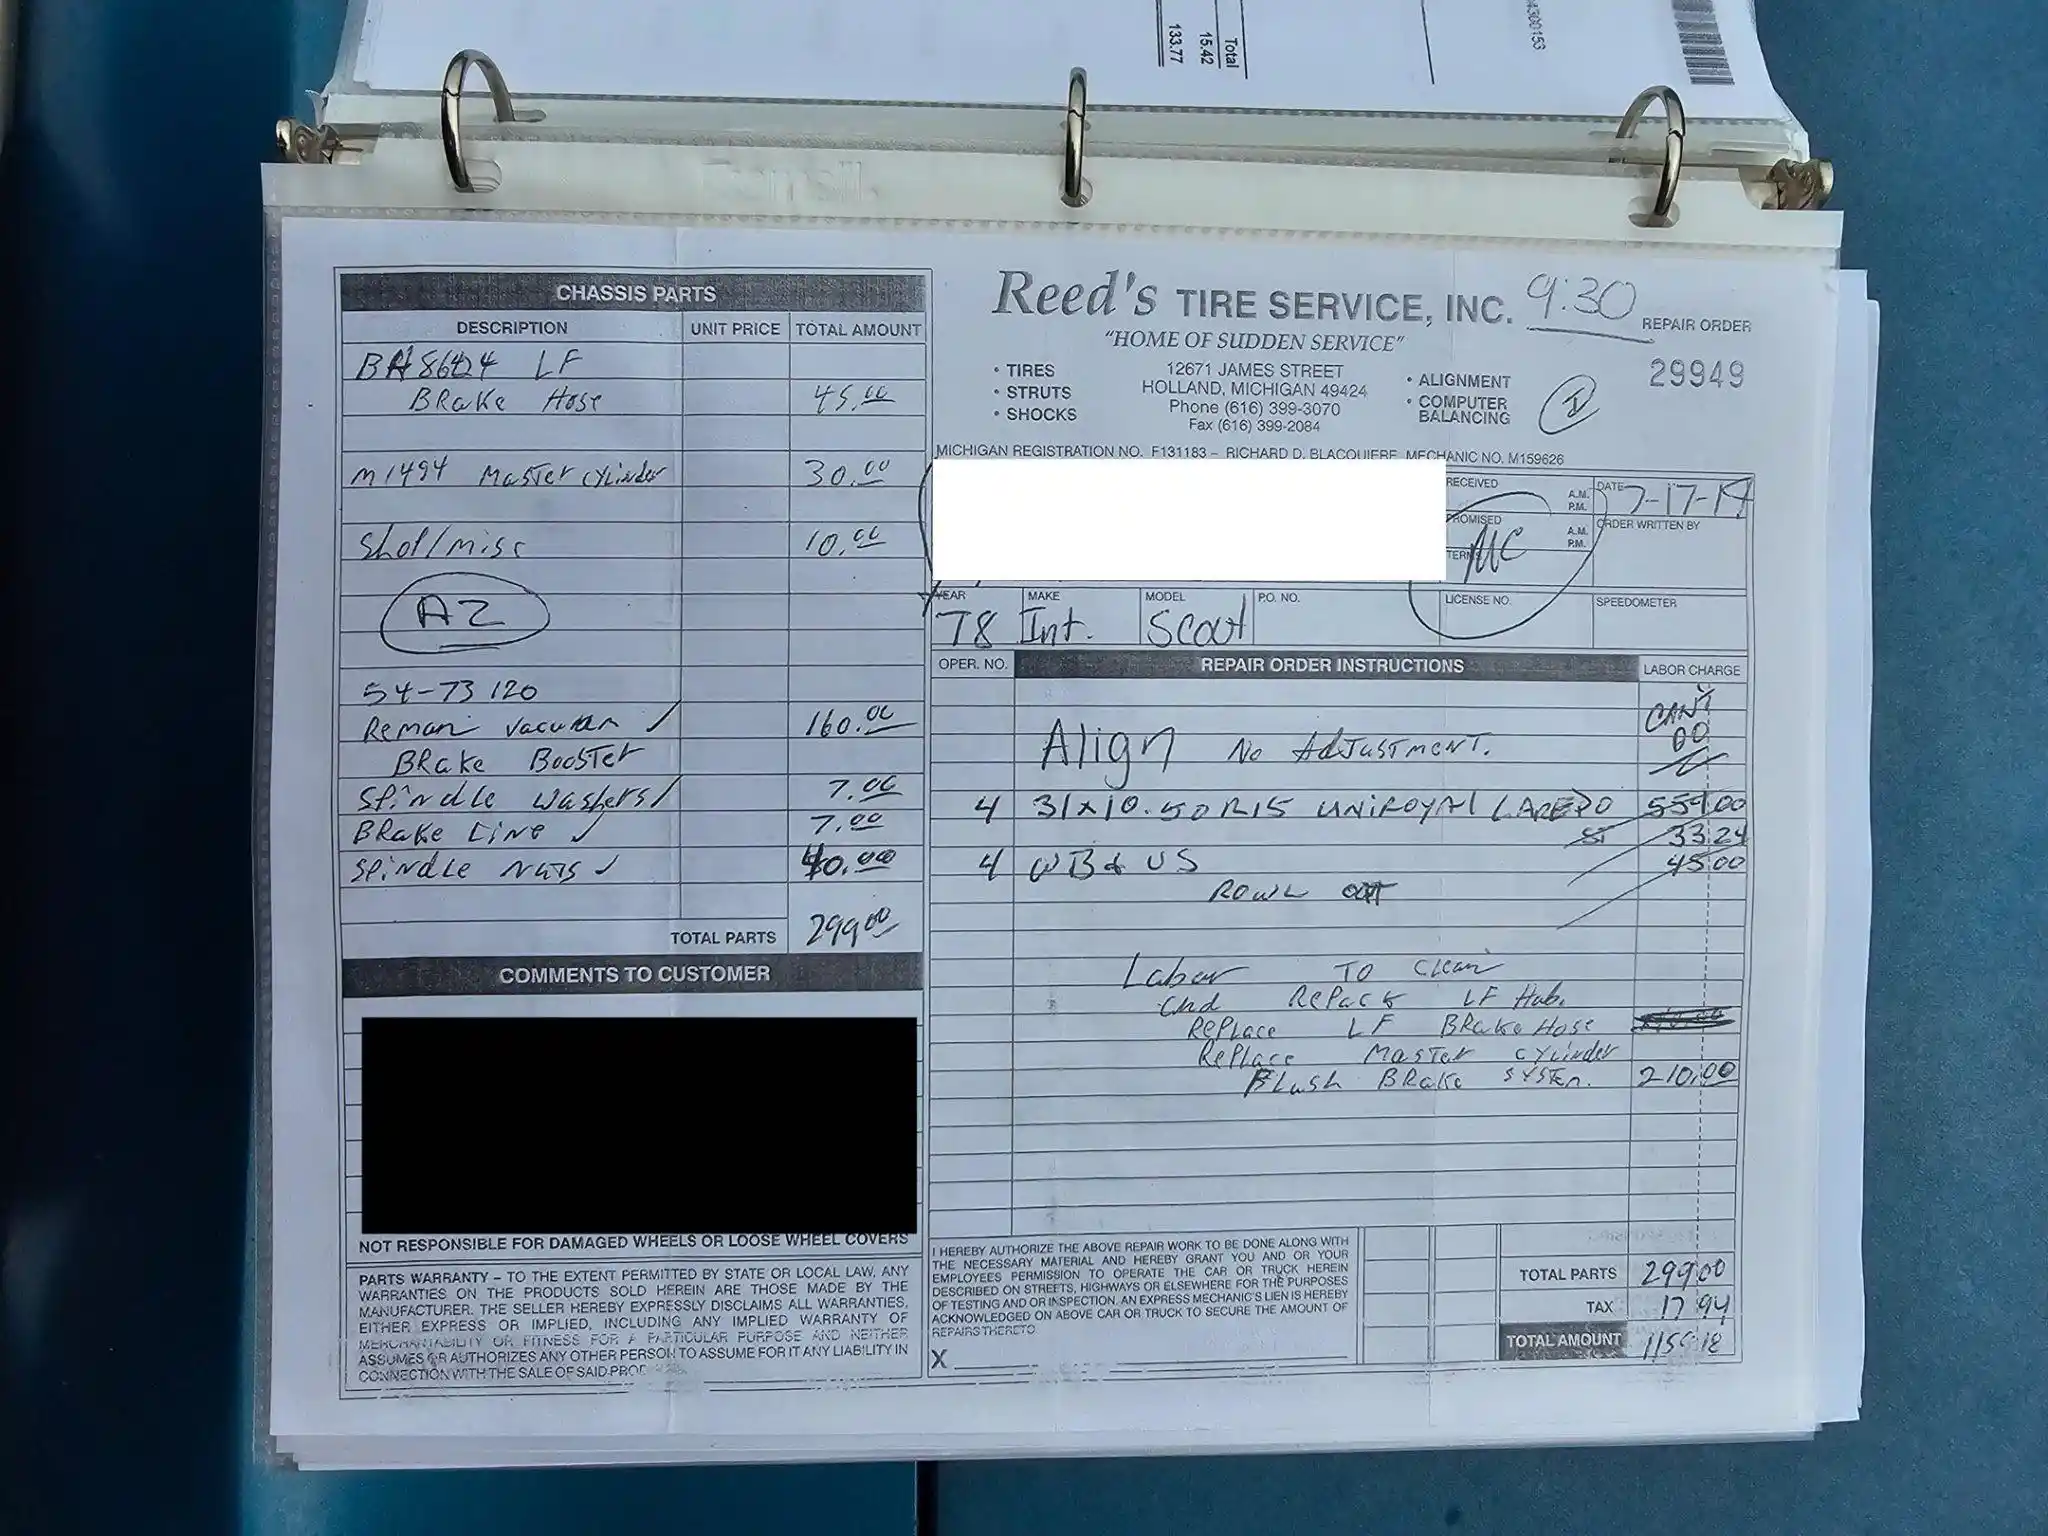 Total
15.42
133.77
4300153
CHASSIS PARTS
DESCRIPTION UNIT PRICE TOTAL AMOUNT
BH 86424 LF
BRake Hose 45.00
M1494 Master cylinder 30.00
Shop/misc 10.00
AZ
54-73120
Reman vacuum ✓ 160.00
BRake Booster
Spindle washers ✓ 7.00
BRake Line ✓ 7.00
Spindle nuts ✓ 40.00
TOTAL PARTS 299.00
COMMENTS TO CUSTOMER
NOT RESPONSIBLE FOR DAMAGED WHEELS OR LOOSE WHEEL COVERS
PARTS WARRANTY – TO THE EXTENT PERMITTED BY STATE OR LOCAL LAW, ANY
WARRANTIES ON THE PRODUCTS SOLD HEREIN ARE THOSE MADE BY THE
MANUFACTURER. THE SELLER HEREBY EXPRESSLY DISCLAIMS ALL WARRANTIES,
EITHER EXPRESS OR IMPLIED, INCLUDING ANY IMPLIED WARRANTY OF
MERCHANTABILITY OR FITNESS FOR A PARTICULAR PURPOSE AND NEITHER
ASSUMES OR AUTHORIZES ANY OTHER PERSON TO ASSUME FOR IT ANY LIABILITY IN
CONNECTION WITH THE SALE OF SAID
Reed's TIRE SERVICE, INC. 9:30 REPAIR ORDER
"HOME OF SUDDEN SERVICE"
29949
• TIRES
• STRUTS
• SHOCKS
12671 JAMES STREET
HOLLAND, MICHIGAN 49424
Phone (616) 399-3070
Fax (616) 399-2084
• ALIGNMENT
• COMPUTER
BALANCING
MICHIGAN REGISTRATION NO. F131183 – RICHARD D. BLACQUIERE, MECHANIC NO. M159626
RECEIVED A.M. P.M. DATE 7-17-14
PROMISED A.M. P.M. ORDER WRITTEN BY
TERMS MC
YEAR MAKE MODEL P.O. NO. LICENSE NO. SPEEDOMETER
78 Int. Scout
OPER. NO. REPAIR ORDER INSTRUCTIONS LABOR CHARGE
CAN'T
DO
Align No AdJustment.
4 31x10.50R15 UNIROYAl LAREDO 559 00
33 24
4 WB & US 45 00
ROWL OUT
Labor To Clean
and RePack LF Hub.
RePlace LF BRake Hose
RePlace Master cylinder
Flush BRake system. 210.00
I HEREBY AUTHORIZE THE ABOVE REPAIR WORK TO BE DONE ALONG WITH
THE NECESSARY MATERIAL AND HEREBY GRANT YOU AND OR YOUR
EMPLOYEES PERMISSION TO OPERATE THE CAR OR TRUCK HEREIN
DESCRIBED ON STREETS, HIGHWAYS OR ELSEWHERE FOR THE PURPOSES
OF TESTING AND OR INSPECTION. AN EXPRESS MECHANIC'S LIEN IS HEREBY
ACKNOWLEDGED ON ABOVE CAR OR TRUCK TO SECURE THE AMOUNT OF
REPAIRS THERETO
X
TOTAL PARTS 299 00
TAX 17 94
TOTAL AMOUNT 1159 18